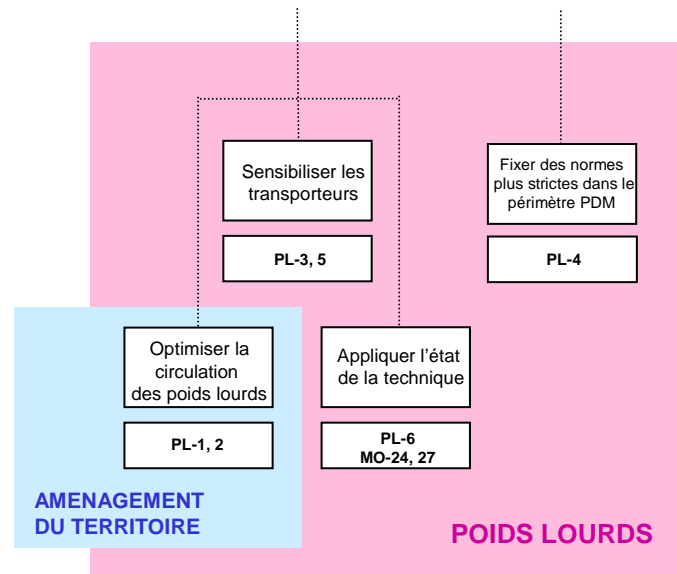 Sensibiliser les
transporteurs
PL-3, 5
Fixer des normes
plus strictes dans le
périmètre PDM
PL-4
Optimiser la
circulation
des poids lourds
PL-1, 2
Appliquer l’état
de la technique
PL-6
MO-24, 27
AMENAGEMENT
DU TERRITOIRE
POIDS LOURDS